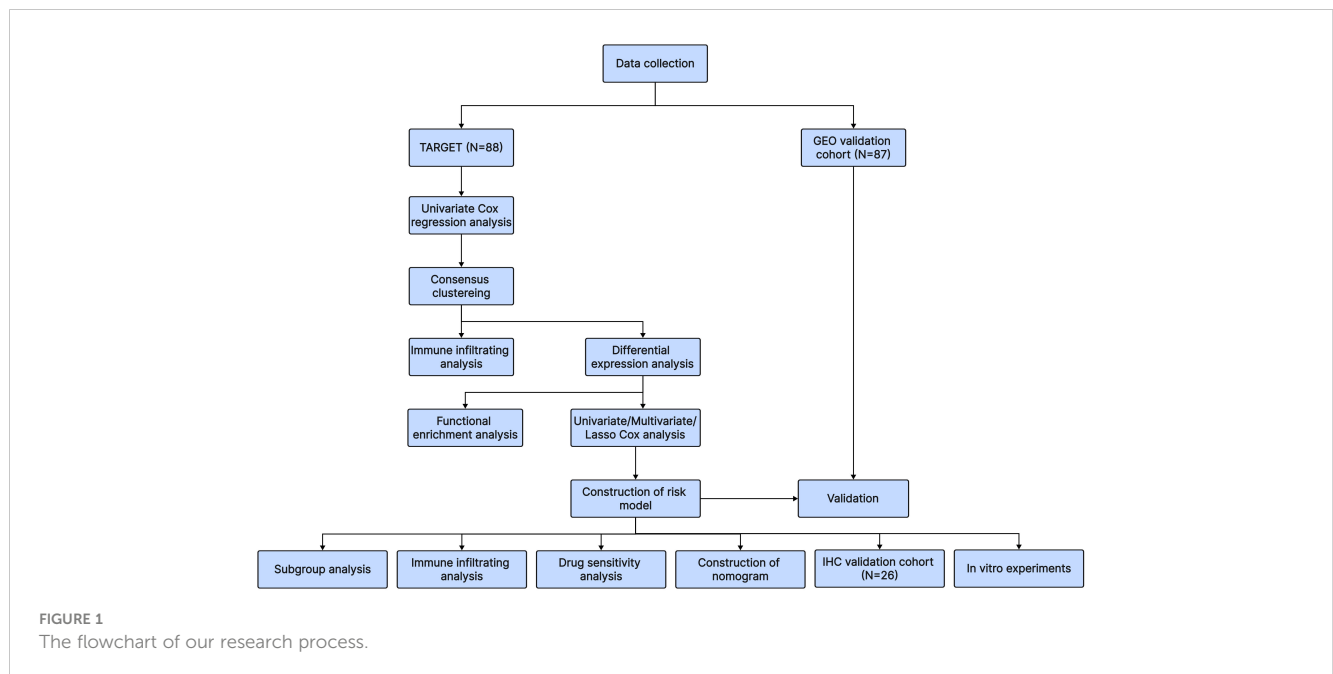 Data collection
TARGET (N=88)
GEO validation
cohort (N=87)
Univariate Cox
regression analysis
Consensus
clustereing
Immune infiltrating
analysis
Differential
expression analysis
Functional
enrichment analysis
Univariate/Multivariate/
Lasso Cox analysis
Construction of risk
model
Validation
Subgroup analysis
Immune infiltrating
analysis
Drug sensitivity
analysis
Construction of
nomogram
IHC validation cohort
(N=26)
In vitro experiments
FIGURE 1
The flowchart of our research process.